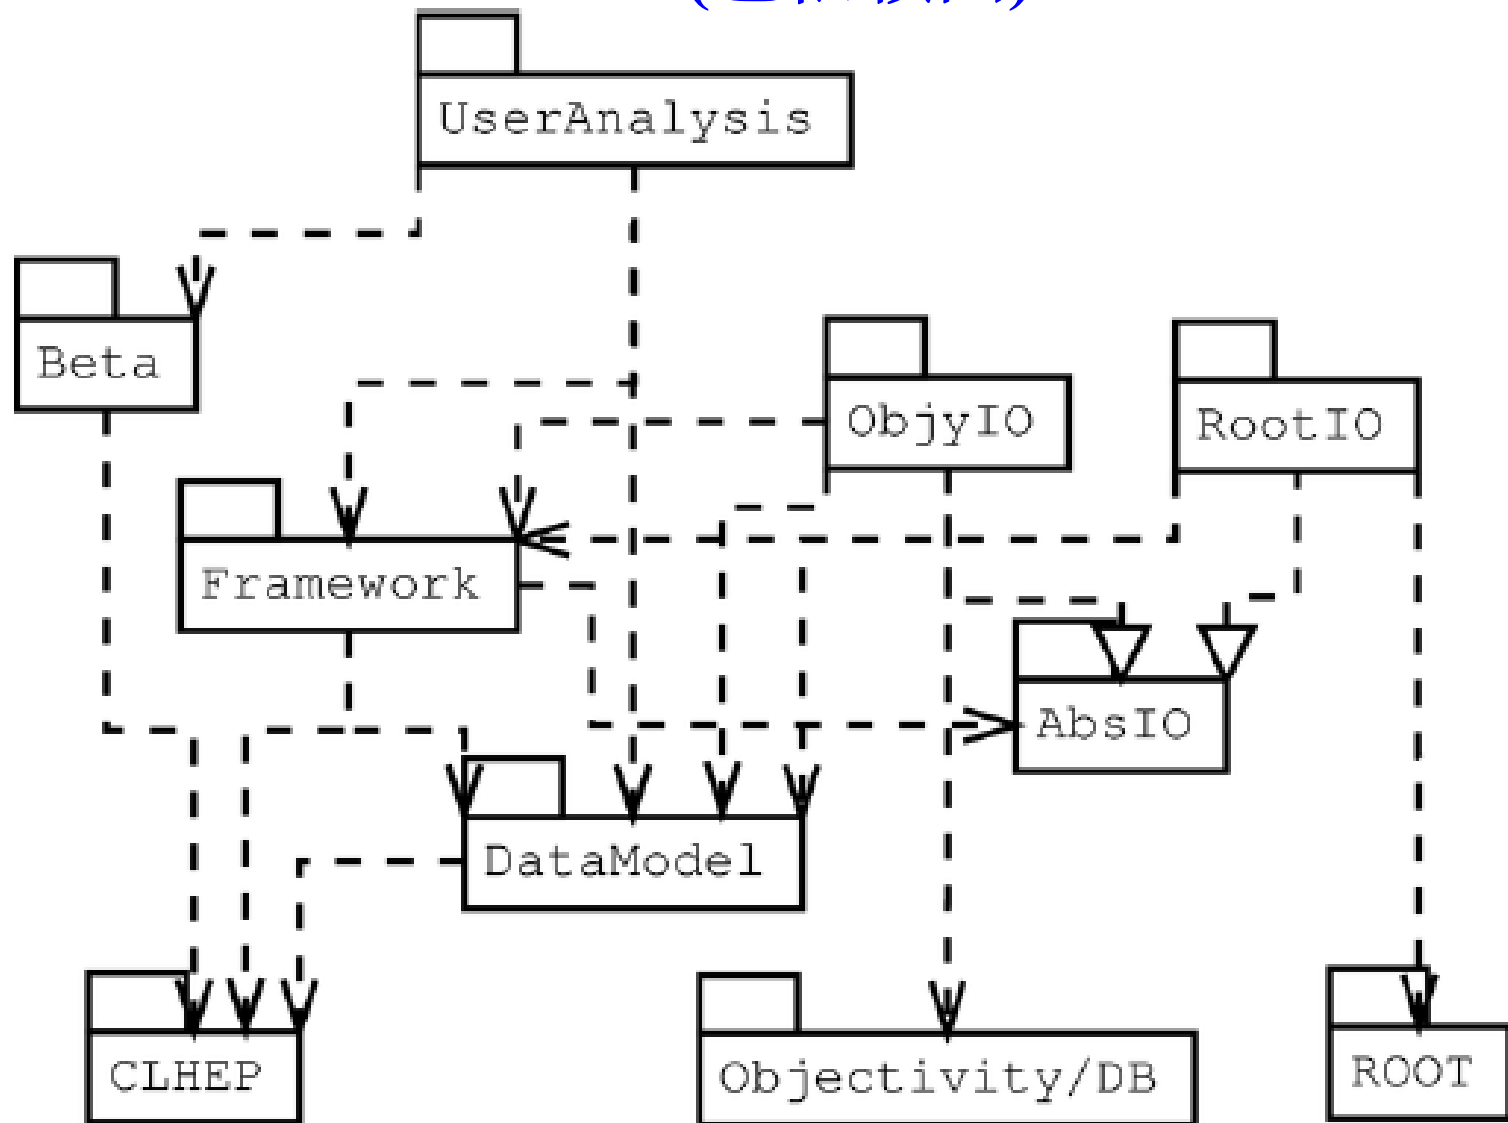 UserAnalysis
Beta
ObjyIO
RootIO
Framework
AbsIO
DataModel
CLHEP
Objectivity/DB
ROOT